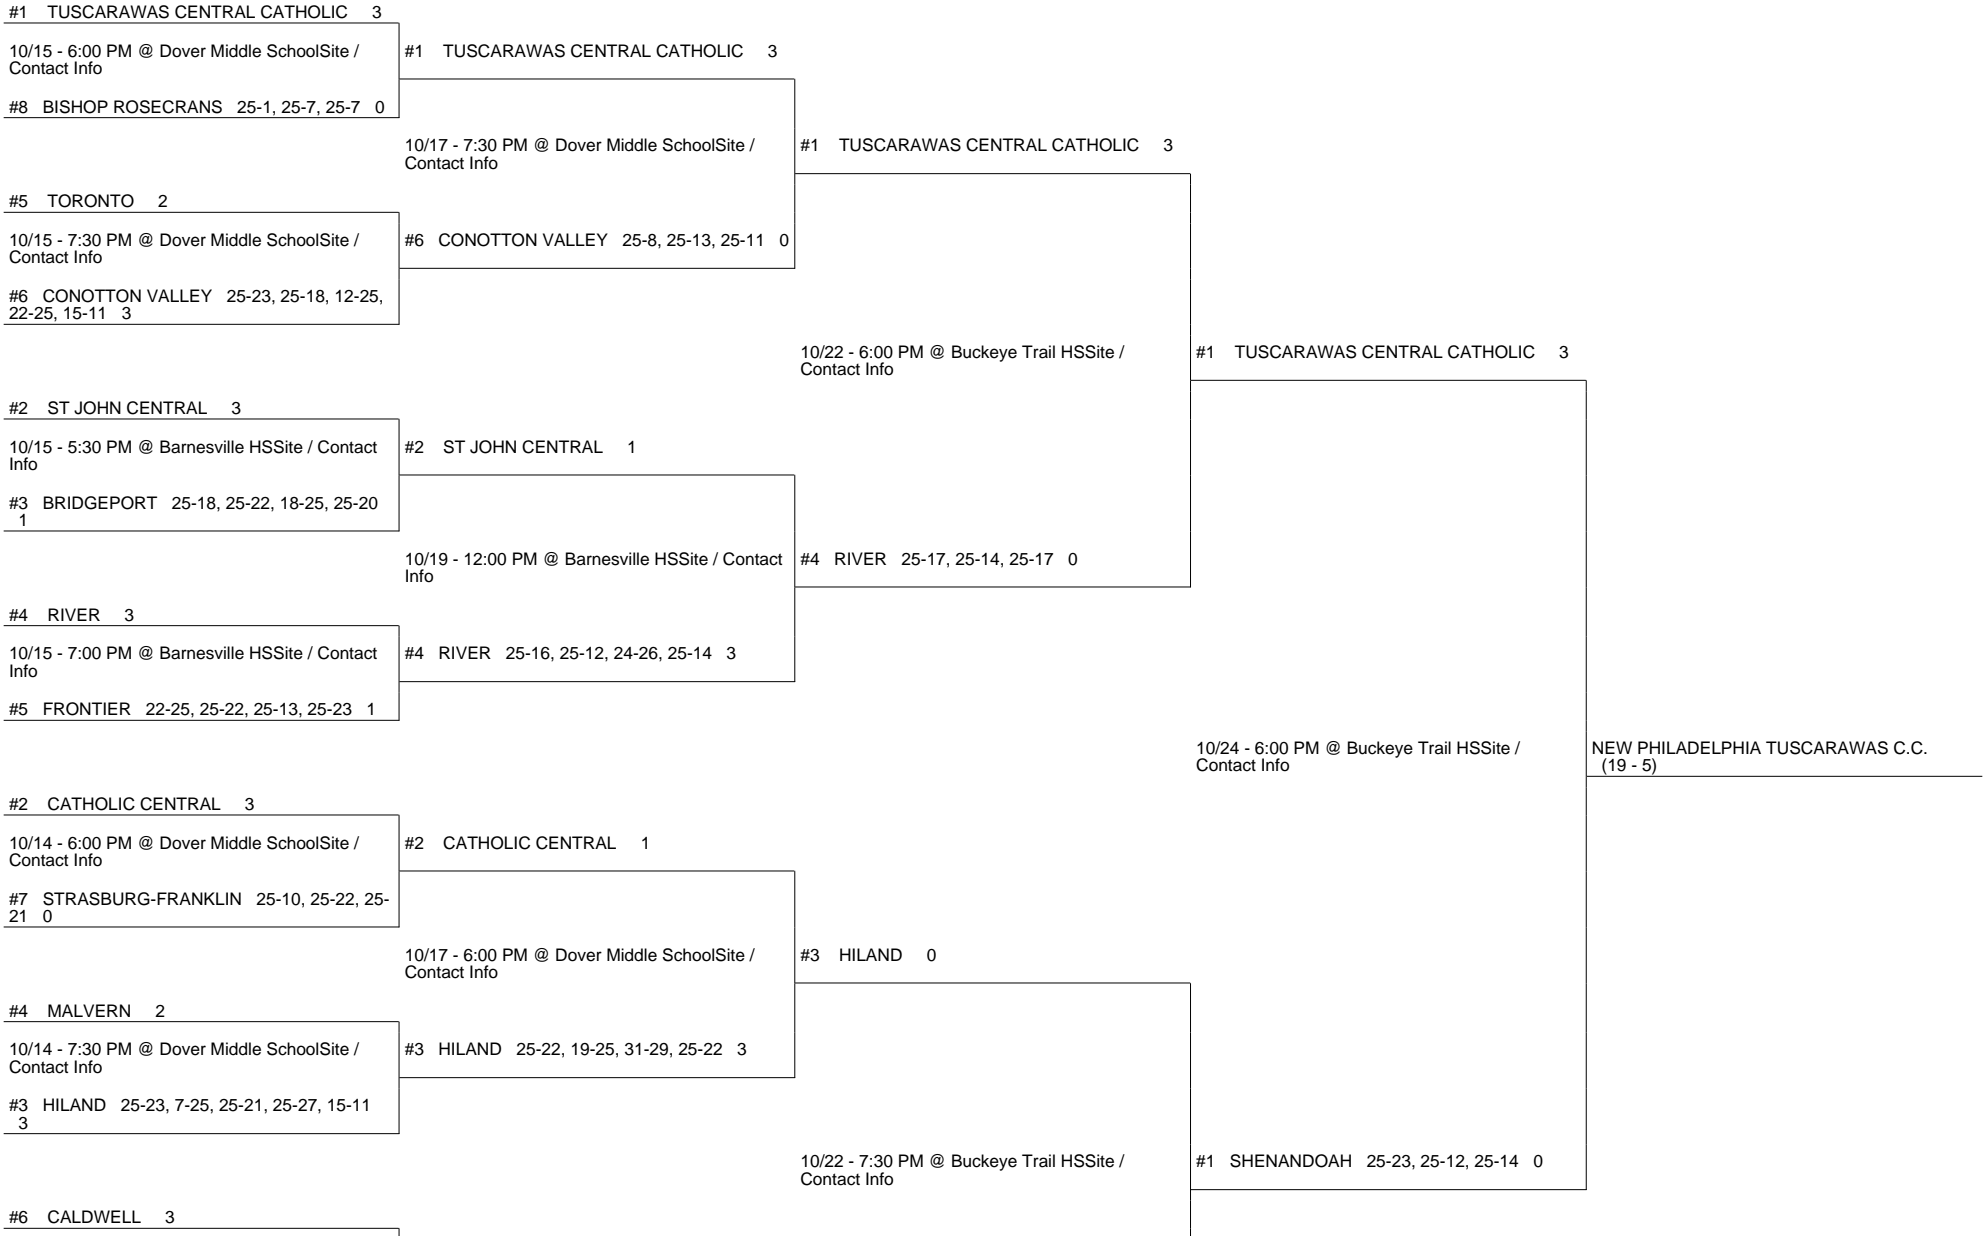 #1 TUSCARAWAS CENTRAL CATHOLIC 3
10/15 - 6:00 PM @ Dover Middle SchoolSite /
Contact Info
#8 BISHOP ROSECRANS 25-1, 25-7, 25-7 0
#1 TUSCARAWAS CENTRAL CATHOLIC 3
10/17 - 7:30 PM @ Dover Middle SchoolSite /
Contact Info
#1 TUSCARAWAS CENTRAL CATHOLIC 3
#5 TORONTO 2
10/15 - 7:30 PM @ Dover Middle SchoolSite /
Contact Info
#6 CONOTTON VALLEY 25-23, 25-18, 12-25,
22-25, 15-11 3
#6 CONOTTON VALLEY 25-8, 25-13, 25-11 0
10/22 - 6:00 PM @ Buckeye Trail HSSite /
Contact Info
#1 TUSCARAWAS CENTRAL CATHOLIC 3
#2 ST JOHN CENTRAL 3
10/15 - 5:30 PM @ Barnesville HSSite / Contact
Info
#3 BRIDGEPORT 25-18, 25-22, 18-25, 25-20
1
#2 ST JOHN CENTRAL 1
10/19 - 12:00 PM @ Barnesville HSSite / Contact
Info
#4 RIVER 25-17, 25-14, 25-17 0
#4 RIVER 3
10/15 - 7:00 PM @ Barnesville HSSite / Contact
Info
#5 FRONTIER 22-25, 25-22, 25-13, 25-23 1
#4 RIVER 25-16, 25-12, 24-26, 25-14 3
10/24 - 6:00 PM @ Buckeye Trail HSSite /
Contact Info
NEW PHILADELPHIA TUSCARAWAS C.C.
(19 - 5)
#2 CATHOLIC CENTRAL 3
10/14 - 6:00 PM @ Dover Middle SchoolSite /
Contact Info
#7 STRASBURG-FRANKLIN 25-10, 25-22, 25-
21 0
#2 CATHOLIC CENTRAL 1
10/17 - 6:00 PM @ Dover Middle SchoolSite /
Contact Info
#3 HILAND 0
#4 MALVERN 2
10/14 - 7:30 PM @ Dover Middle SchoolSite /
Contact Info
#3 HILAND 25-23, 7-25, 25-21, 25-27, 15-11
3
#3 HILAND 25-22, 19-25, 31-29, 25-22 3
10/22 - 7:30 PM @ Buckeye Trail HSSite /
Contact Info
#1 SHENANDOAH 25-23, 25-12, 25-14 0
#6 CALDWELL 3